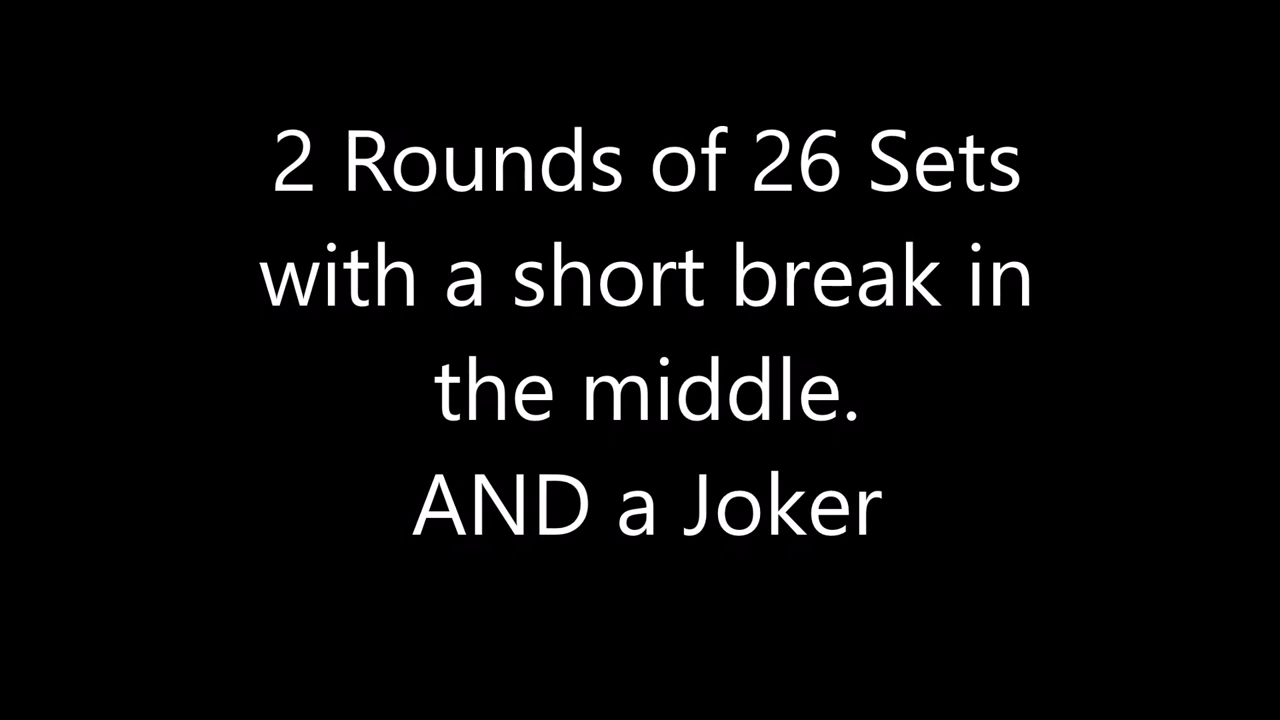 2 Rounds of 26 Sets
with a short break in
the middle.
AND a Joker